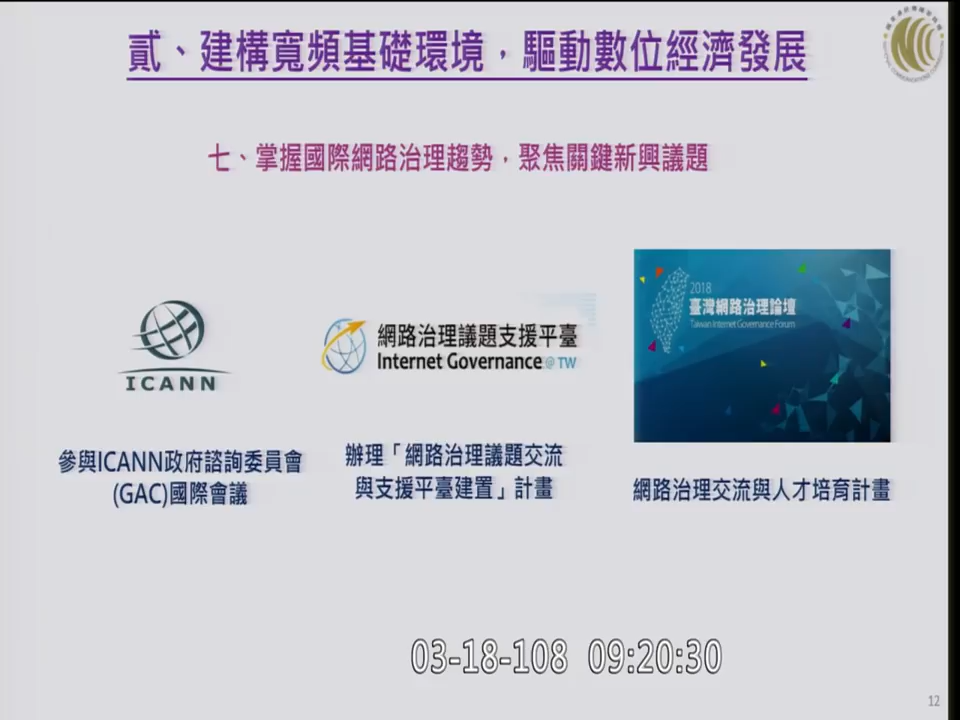 貳、建構寬頻基礎環境，驅動數位經濟發展
七、掌握國際網路治理趨勢，聚焦關鍵新興議題
ICANN
參與ICANN政府諮詢委員會
(GAC)國際會議
網路治理議題支援平臺
Internet Governance@TW
辦理「網路治理議題交流
與支援平臺建置」計畫
2018
臺灣網路治理論壇
Taiwan Internet Governance Forum
網路治理交流與人才培育計畫
03-18-108 09:20:30
12